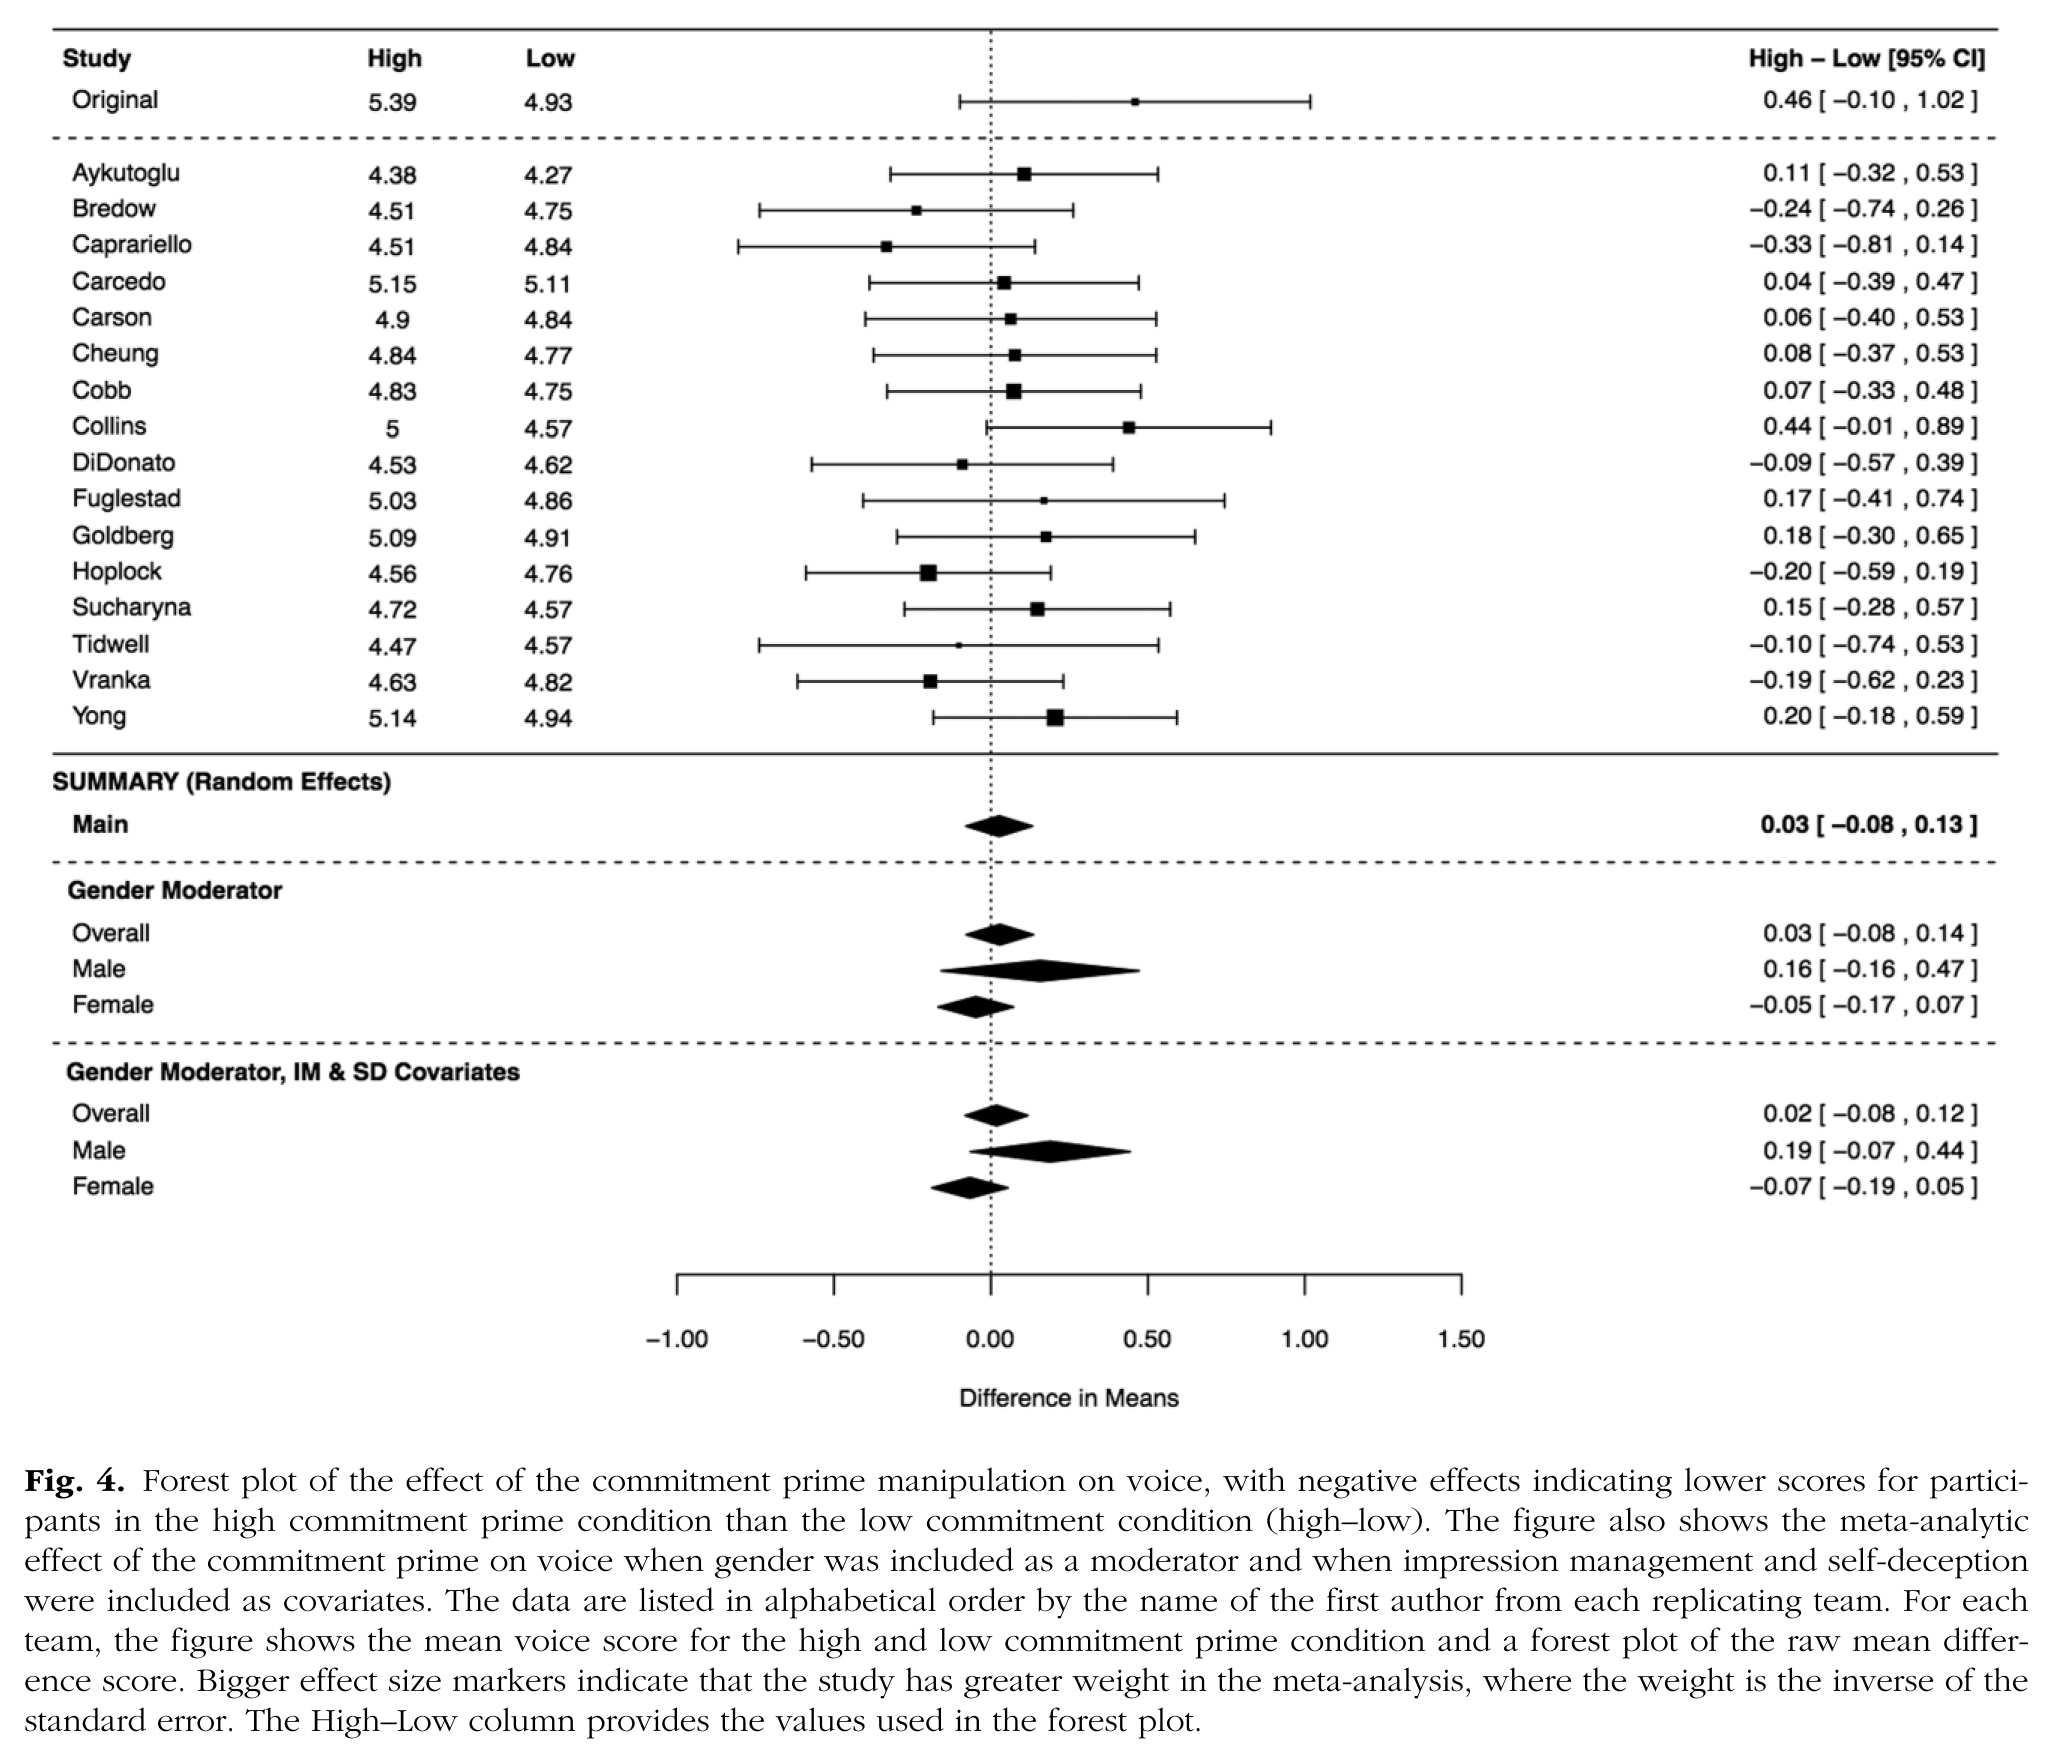 Study High Low High – Low [95% CI]
Original 5.39 4.93 0.46 [ −0.10 , 1.02 ]
Aykutoglu 4.38 4.27 0.11 [ −0.32 , 0.53 ]
Bredow 4.51 4.75 −0.24 [ −0.74 , 0.26 ]
Caprariello 4.51 4.84 −0.33 [ −0.81 , 0.14 ]
Carcedo 5.15 5.11 0.04 [ −0.39 , 0.47 ]
Carson 4.9 4.84 0.06 [ −0.40 , 0.53 ]
Cheung 4.84 4.77 0.08 [ −0.37 , 0.53 ]
Cobb 4.83 4.75 0.07 [ −0.33 , 0.48 ]
Collins 5 4.57 0.44 [ −0.01 , 0.89 ]
DiDonato 4.53 4.62 −0.09 [ −0.57 , 0.39 ]
Fuglestad 5.03 4.86 0.17 [ −0.41 , 0.74 ]
Goldberg 5.09 4.91 0.18 [ −0.30 , 0.65 ]
Hoplock 4.56 4.76 −0.20 [ −0.59 , 0.19 ]
Sucharyna 4.72 4.57 0.15 [ −0.28 , 0.57 ]
Tidwell 4.47 4.57 −0.10 [ −0.74 , 0.53 ]
Vranka 4.63 4.82 −0.19 [ −0.62 , 0.23 ]
Yong 5.14 4.94 0.20 [ −0.18 , 0.59 ]
SUMMARY (Random Effects)
Main 0.03 [ −0.08 , 0.13 ]
Gender Moderator
Overall 0.03 [ −0.08 , 0.14 ]
Male 0.16 [ −0.16 , 0.47 ]
Female −0.05 [ −0.17 , 0.07 ]
Gender Moderator, IM & SD Covariates
Overall 0.02 [ −0.08 , 0.12 ]
Male 0.19 [ −0.07 , 0.44 ]
Female −0.07 [ −0.19 , 0.05 ]
−1.00 −0.50 0.00 0.50 1.00 1.50
Difference in Means
Fig. 4. Forest plot of the effect of the commitment prime manipulation on voice, with negative effects indicating lower scores for partici-
pants in the high commitment prime condition than the low commitment condition (high–low). The figure also shows the meta-analytic
effect of the commitment prime on voice when gender was included as a moderator and when impression management and self-deception
were included as covariates. The data are listed in alphabetical order by the name of the first author from each replicating team. For each
team, the figure shows the mean voice score for the high and low commitment prime condition and a forest plot of the raw mean differ-
ence score. Bigger effect size markers indicate that the study has greater weight in the meta-analysis, where the weight is the inverse of the
standard error. The High–Low column provides the values used in the forest plot.